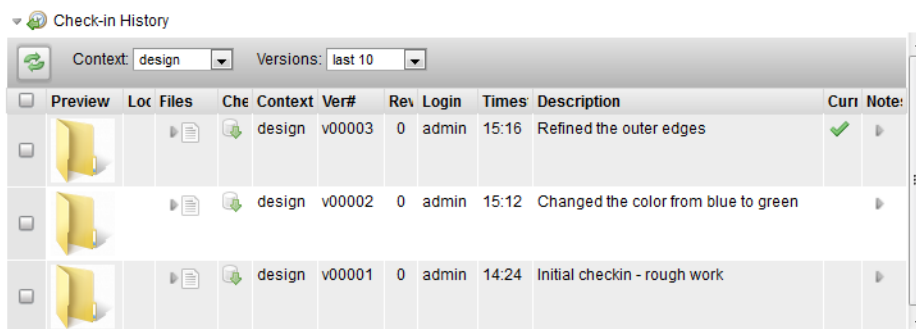 Check-in History
Context: design Versions: last 10
Preview Loc Files Che Context Ver# Rev Login Times Description Curr Notes
design v00003 0 admin 15:16 Refined the outer edges
design v00002 0 admin 15:12 Changed the color from blue to green
design v00001 0 admin 14:24 Initial checkin - rough work